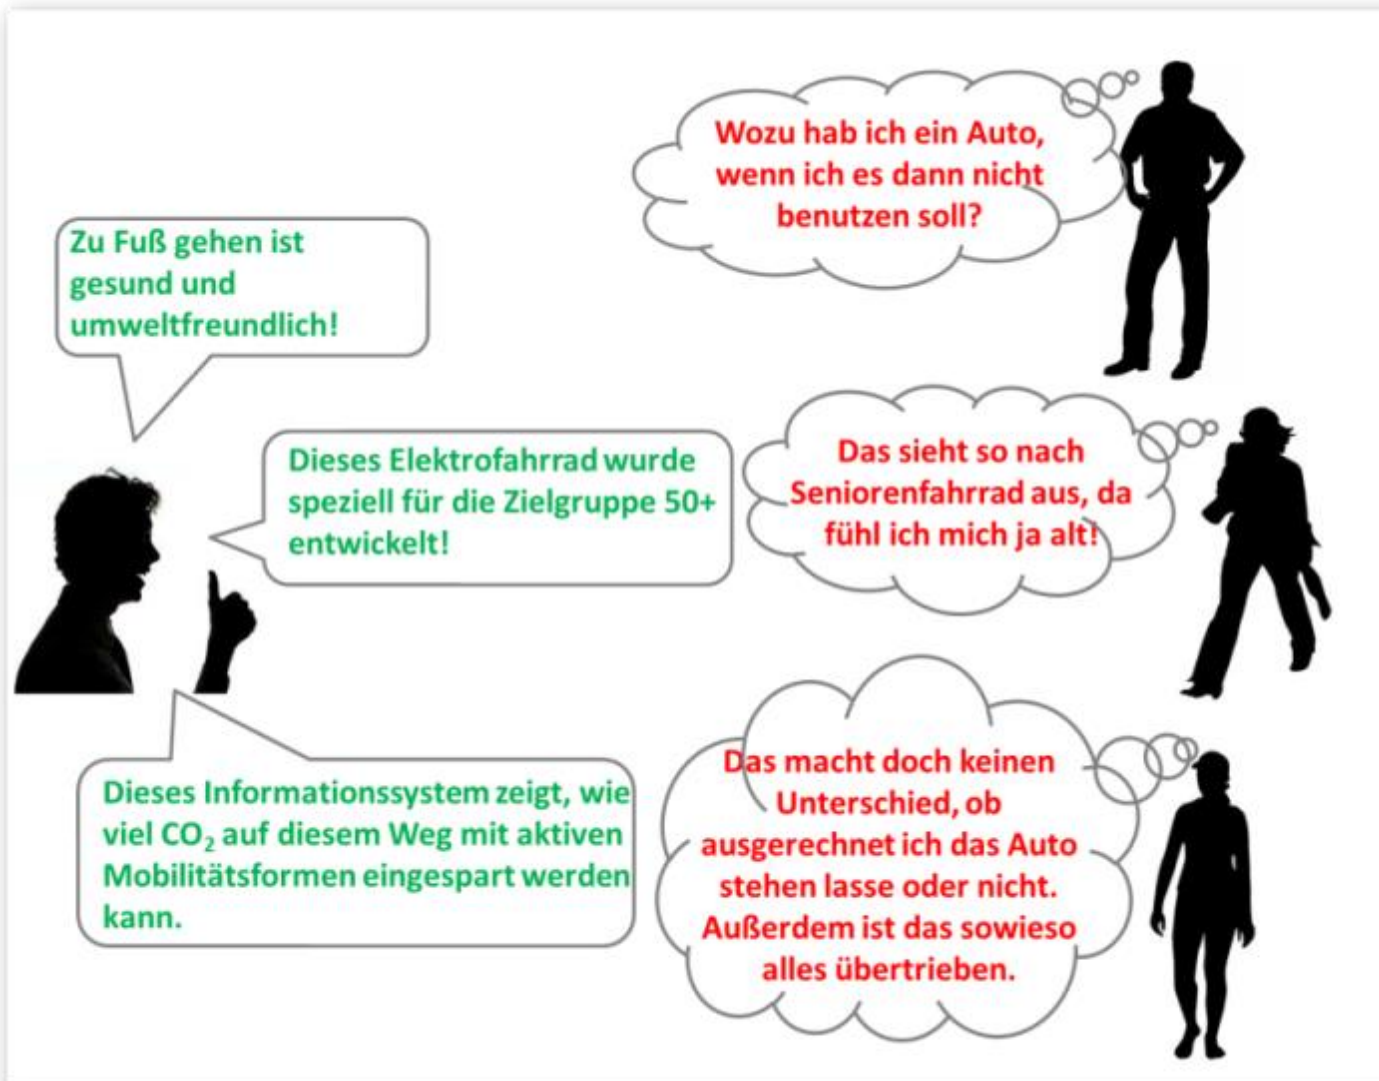 Wozu hab ich ein Auto,
wenn ich es dann nicht
benutzen soll?
Zu Fuß gehen ist
gesund und
umweltfreundlich!
Dieses Elektrofahrrad wurde
speziell für die Zielgruppe 50+
entwickelt!
Das sieht so nach
Seniorenfahrrad aus, da
fühl ich mich ja alt!
Dieses Informationssystem zeigt, wie
viel CO₂ auf diesem Weg mit aktiven
Mobilitätsformen eingespart werden
kann.
Das macht doch keinen
Unterschied, ob
ausgerechnet ich das Auto
stehen lasse oder nicht.
Außerdem ist das sowieso
alles übertrieben.